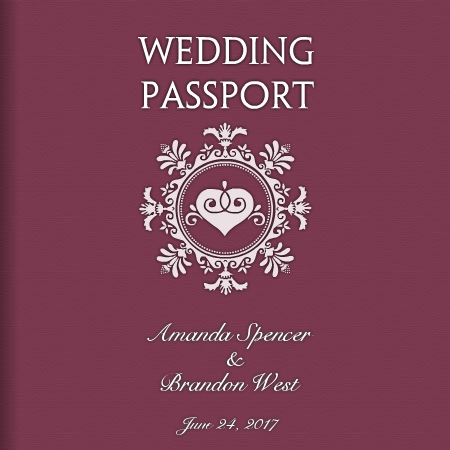 WEDDING
PASSPORT
Amanda Spencer
&
Brandon West
June 24, 2017